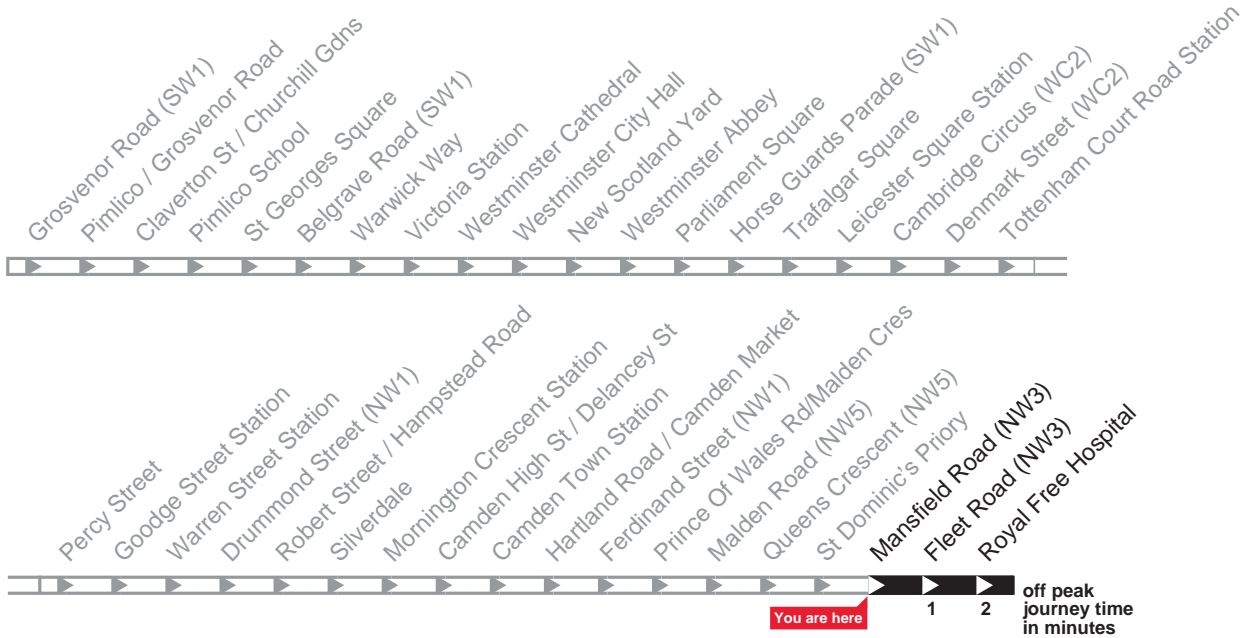 Grosvenor Road (SW1)
Pimlico / Grosvenor Road
Claverton St / Churchill Gdns
Pimlico School
St Georges Square
Belgrave Road (SW1)
Warwick Way
Victoria Station
Westminster Cathedral
Westminster City Hall
New Scotland Yard
Westminster Abbey
Parliament Square
Horse Guards Parade (SW1)
Trafalgar Square
Leicester Square Station
Cambridge Circus (WC2)
Denmark Street (WC2)
Tottenham Court Road Station
Percy Street
Goodge Street Station
Warren Street Station
Drummond Street (NW1)
Robert Street / Hampstead Road
Silverdale
Mornington Crescent Station
Camden High St / Delancey St
Camden Town Station
Hartland Road / Camden Market
Ferdinand Street (NW1)
Prince Of Wales Rd/Malden Cres
Malden Road (NW5)
Queens Crescent (NW5)
St Dominic's Priory
Mansfield Road (NW3)
Fleet Road (NW3)
Royal Free Hospital
You are here
1
2
off peak
journey time
in minutes